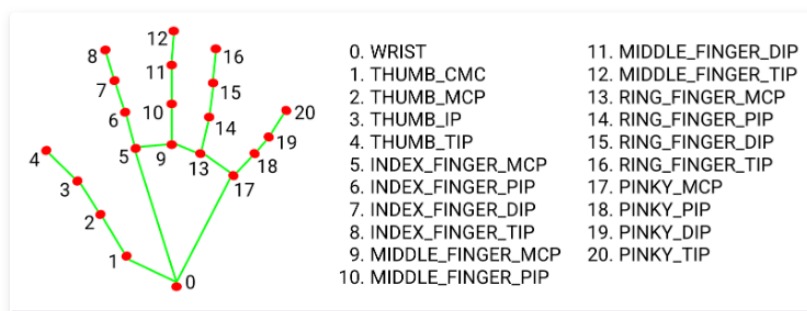 12
8
16
11
7
15
10
6
20
14
19
5
9
13
18
4
17
3
2
1
0
0. WRIST
1. THUMB_CMC
2. THUMB_MCP
3. THUMB_IP
4. THUMB_TIP
5. INDEX_FINGER_MCP
6. INDEX_FINGER_PIP
7. INDEX_FINGER_DIP
8. INDEX_FINGER_TIP
9. MIDDLE_FINGER_MCP
10. MIDDLE_FINGER_PIP
11. MIDDLE_FINGER_DIP
12. MIDDLE_FINGER_TIP
13. RING_FINGER_MCP
14. RING_FINGER_PIP
15. RING_FINGER_DIP
16. RING_FINGER_TIP
17. PINKY_MCP
18. PINKY_PIP
19. PINKY_DIP
20. PINKY_TIP